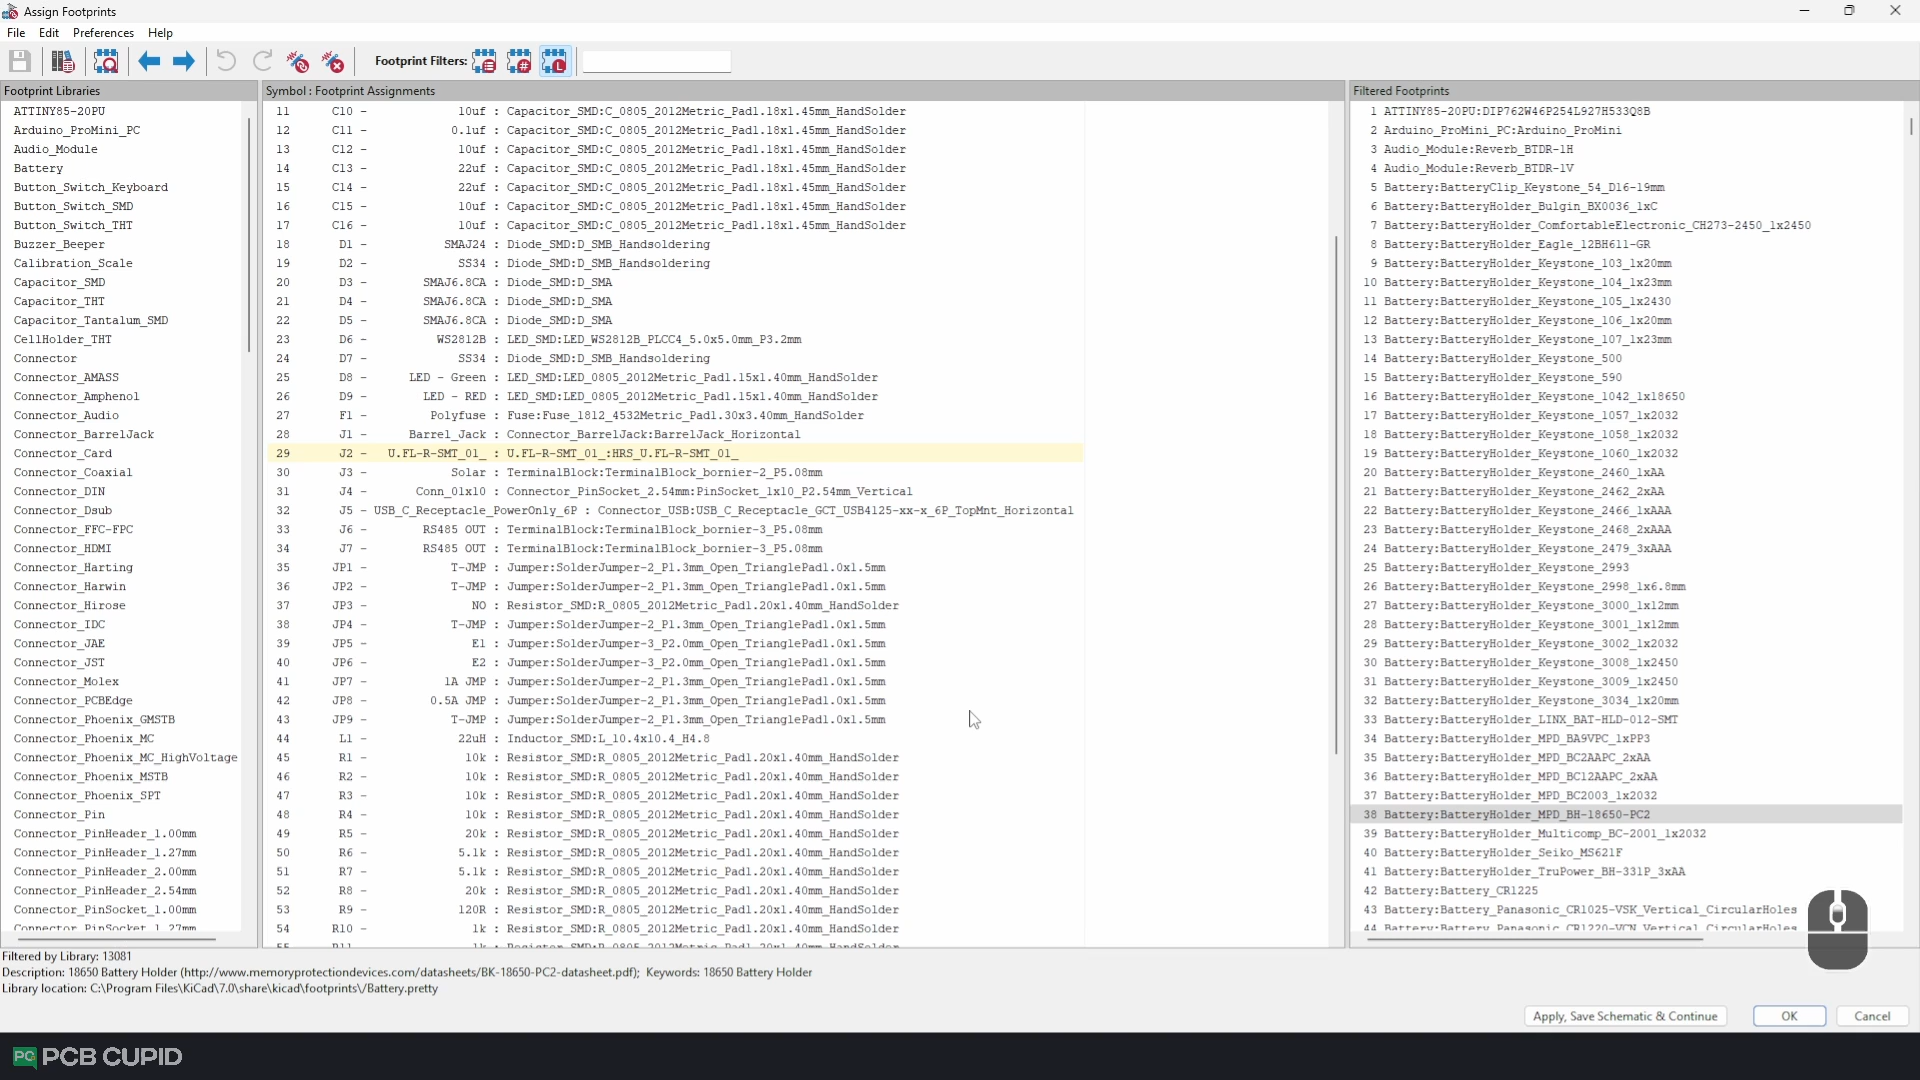 Assign Footprints
File Edit Preferences Help
Footprint Filters:
Footprint Libraries
ATTINY85-20PU
Arduino_ProMini_PC
Audio_Module
Battery
Button_Switch_Keyboard
Button_Switch_SMD
Button_Switch_THT
Buzzer_Beeper
Calibration_Scale
Capacitor_SMD
Capacitor_THT
Capacitor_Tantalum_SMD
CellHolder_THT
Connector
Connector_AMASS
Connector_Amphenol
Connector_Audio
Connector_BarrelJack
Connector_Card
Connector_Coaxial
Connector_DIN
Connector_Dsub
Connector_FFC-FPC
Connector_HDMI
Connector_Harting
Connector_Harwin
Connector_Hirose
Connector_IDC
Connector_JAE
Connector_JST
Connector_Molex
Connector_PCBEdge
Connector_Phoenix_GMSTB
Connector_Phoenix_MC
Connector_Phoenix_MC_HighVoltage
Connector_Phoenix_MSTB
Connector_Phoenix_SPT
Connector_Pin
Connector_PinHeader_1.00mm
Connector_PinHeader_1.27mm
Connector_PinHeader_2.00mm
Connector_PinHeader_2.54mm
Connector_PinSocket_1.00mm
Connector_PinSocket_1.27mm
Symbol : Footprint Assignments
11 C10 - 10uf : Capacitor_SMD:C_0805_2012Metric_Pad1.18x1.45mm_HandSolder
12 C11 - 0.1uf : Capacitor_SMD:C_0805_2012Metric_Pad1.18x1.45mm_HandSolder
13 C12 - 10uf : Capacitor_SMD:C_0805_2012Metric_Pad1.18x1.45mm_HandSolder
14 C13 - 22uf : Capacitor_SMD:C_0805_2012Metric_Pad1.18x1.45mm_HandSolder
15 C14 - 22uf : Capacitor_SMD:C_0805_2012Metric_Pad1.18x1.45mm_HandSolder
16 C15 - 10uf : Capacitor_SMD:C_0805_2012Metric_Pad1.18x1.45mm_HandSolder
17 C16 - 10uf : Capacitor_SMD:C_0805_2012Metric_Pad1.18x1.45mm_HandSolder
18 D1 - SMAJ24 : Diode_SMD:D_SMB_Handsoldering
19 D2 - SS34 : Diode_SMD:D_SMB_Handsoldering
20 D3 - SMAJ6.8CA : Diode_SMD:D_SMA
21 D4 - SMAJ6.8CA : Diode_SMD:D_SMA
22 D5 - SMAJ6.8CA : Diode_SMD:D_SMA
23 D6 - WS2812B : LED_SMD:LED_WS2812B_PLCC4_5.0x5.0mm_P3.2mm
24 D7 - SS34 : Diode_SMD:D_SMB_Handsoldering
25 D8 - LED - Green : LED_SMD:LED_0805_2012Metric_Pad1.15x1.40mm_HandSolder
26 D9 - LED - RED : LED_SMD:LED_0805_2012Metric_Pad1.15x1.40mm_HandSolder
27 F1 - Polyfuse : Fuse:Fuse_1812_4532Metric_Pad1.30x3.40mm_HandSolder
28 J1 - Barrel_Jack : Connector_BarrelJack:BarrelJack_Horizontal
29 J2 - U.FL-R-SMT_01_ : U.FL-R-SMT_01_:HRS_U.FL-R-SMT_01_
30 J3 - Solar : TerminalBlock:TerminalBlock_bornier-2_P5.08mm
31 J4 - Conn_01x10 : Connector_PinSocket_2.54mm:PinSocket_1x10_P2.54mm_Vertical
32 J5 - USB_C_Receptacle_PowerOnly_6P : Connector_USB:USB_C_Receptacle_GCT_USB4125-xx-x_6P_TopMnt_Horizontal
33 J6 - RS485 OUT : TerminalBlock:TerminalBlock_bornier-3_P5.08mm
34 J7 - RS485 OUT : TerminalBlock:TerminalBlock_bornier-3_P5.08mm
35 JP1 - T-JMP : Jumper:SolderJumper-2_P1.3mm_Open_TrianglePad1.0x1.5mm
36 JP2 - T-JMP : Jumper:SolderJumper-2_P1.3mm_Open_TrianglePad1.0x1.5mm
37 JP3 - NO : Resistor_SMD:R_0805_2012Metric_Pad1.20x1.40mm_HandSolder
38 JP4 - T-JMP : Jumper:SolderJumper-2_P1.3mm_Open_TrianglePad1.0x1.5mm
39 JP5 - E1 : Jumper:SolderJumper-3_P2.0mm_Open_TrianglePad1.0x1.5mm
40 JP6 - E2 : Jumper:SolderJumper-3_P2.0mm_Open_TrianglePad1.0x1.5mm
41 JP7 - 1A JMP : Jumper:SolderJumper-2_P1.3mm_Open_TrianglePad1.0x1.5mm
42 JP8 - 0.5A JMP : Jumper:SolderJumper-2_P1.3mm_Open_TrianglePad1.0x1.5mm
43 JP9 - T-JMP : Jumper:SolderJumper-2_P1.3mm_Open_TrianglePad1.0x1.5mm
44 L1 - 22uH : Inductor_SMD:L_10.4x10.4_H4.8
45 R1 - 10k : Resistor_SMD:R_0805_2012Metric_Pad1.20x1.40mm_HandSolder
46 R2 - 10k : Resistor_SMD:R_0805_2012Metric_Pad1.20x1.40mm_HandSolder
47 R3 - 10k : Resistor_SMD:R_0805_2012Metric_Pad1.20x1.40mm_HandSolder
48 R4 - 10k : Resistor_SMD:R_0805_2012Metric_Pad1.20x1.40mm_HandSolder
49 R5 - 20k : Resistor_SMD:R_0805_2012Metric_Pad1.20x1.40mm_HandSolder
50 R6 - 5.1k : Resistor_SMD:R_0805_2012Metric_Pad1.20x1.40mm_HandSolder
51 R7 - 5.1k : Resistor_SMD:R_0805_2012Metric_Pad1.20x1.40mm_HandSolder
52 R8 - 20k : Resistor_SMD:R_0805_2012Metric_Pad1.20x1.40mm_HandSolder
53 R9 - 120R : Resistor_SMD:R_0805_2012Metric_Pad1.20x1.40mm_HandSolder
54 R10 - 1k : Resistor_SMD:R_0805_2012Metric_Pad1.20x1.40mm_HandSolder
55 R11 - 1k : Resistor_SMD:R_0805_2012Metric_Pad1.20x1.40mm_HandSolder
Filtered Footprints
1 ATTINY85-20PU:DIP762W46P254L927H533Q8B
2 Arduino_ProMini_PC:Arduino_ProMini
3 Audio_Module:Reverb_BTDR-1H
4 Audio_Module:Reverb_BTDR-1V
5 Battery:BatteryClip_Keystone_54_D16-19mm
6 Battery:BatteryHolder_Bulgin_BX0036_1xC
7 Battery:BatteryHolder_ComfortableElectronic_CH273-2450_1x2450
8 Battery:BatteryHolder_Eagle_12BH611-GR
9 Battery:BatteryHolder_Keystone_103_1x20mm
10 Battery:BatteryHolder_Keystone_104_1x23mm
11 Battery:BatteryHolder_Keystone_105_1x2430
12 Battery:BatteryHolder_Keystone_106_1x20mm
13 Battery:BatteryHolder_Keystone_107_1x23mm
14 Battery:BatteryHolder_Keystone_500
15 Battery:BatteryHolder_Keystone_590
16 Battery:BatteryHolder_Keystone_1042_1x18650
17 Battery:BatteryHolder_Keystone_1057_1x2032
18 Battery:BatteryHolder_Keystone_1058_1x2032
19 Battery:BatteryHolder_Keystone_1060_1x2032
20 Battery:BatteryHolder_Keystone_2460_1xAA
21 Battery:BatteryHolder_Keystone_2462_2xAA
22 Battery:BatteryHolder_Keystone_2466_1xAAA
23 Battery:BatteryHolder_Keystone_2468_2xAAA
24 Battery:BatteryHolder_Keystone_2479_3xAAA
25 Battery:BatteryHolder_Keystone_2993
26 Battery:BatteryHolder_Keystone_2998_1x6.8mm
27 Battery:BatteryHolder_Keystone_3000_1x12mm
28 Battery:BatteryHolder_Keystone_3001_1x12mm
29 Battery:BatteryHolder_Keystone_3002_1x2032
30 Battery:BatteryHolder_Keystone_3008_1x2450
31 Battery:BatteryHolder_Keystone_3009_1x2450
32 Battery:BatteryHolder_Keystone_3034_1x20mm
33 Battery:BatteryHolder_LINX_BAT-HLD-012-SMT
34 Battery:BatteryHolder_MPD_BA9VPC_1xPP3
35 Battery:BatteryHolder_MPD_BC2AAPC_2xAA
36 Battery:BatteryHolder_MPD_BC12AAPC_2xAA
37 Battery:BatteryHolder_MPD_BC2003_1x2032
38 Battery:BatteryHolder_MPD_BH-18650-PC2
39 Battery:BatteryHolder_Multicomp_BC-2001_1x2032
40 Battery:BatteryHolder_Seiko_MS621F
41 Battery:BatteryHolder_TruPower_BH-331P_3xAA
42 Battery:Battery_CR1225
43 Battery:Battery_Panasonic_CR1025-VSK_Vertical_CircularHoles
44 Battery:Battery_Panasonic_CR1220-VCN_Vertical_CircularHoles
Filtered by Library: 13081
Description: 18650 Battery Holder (http://www.memoryprotectiondevices.com/datasheets/BK-18650-PC2-datasheet.pdf); Keywords: 18650 Battery Holder
Library location: C:\Program Files\KiCad\7.0\share\kicad\footprints\/Battery.pretty
Apply, Save Schematic & Continue OK Cancel
PCB CUPID